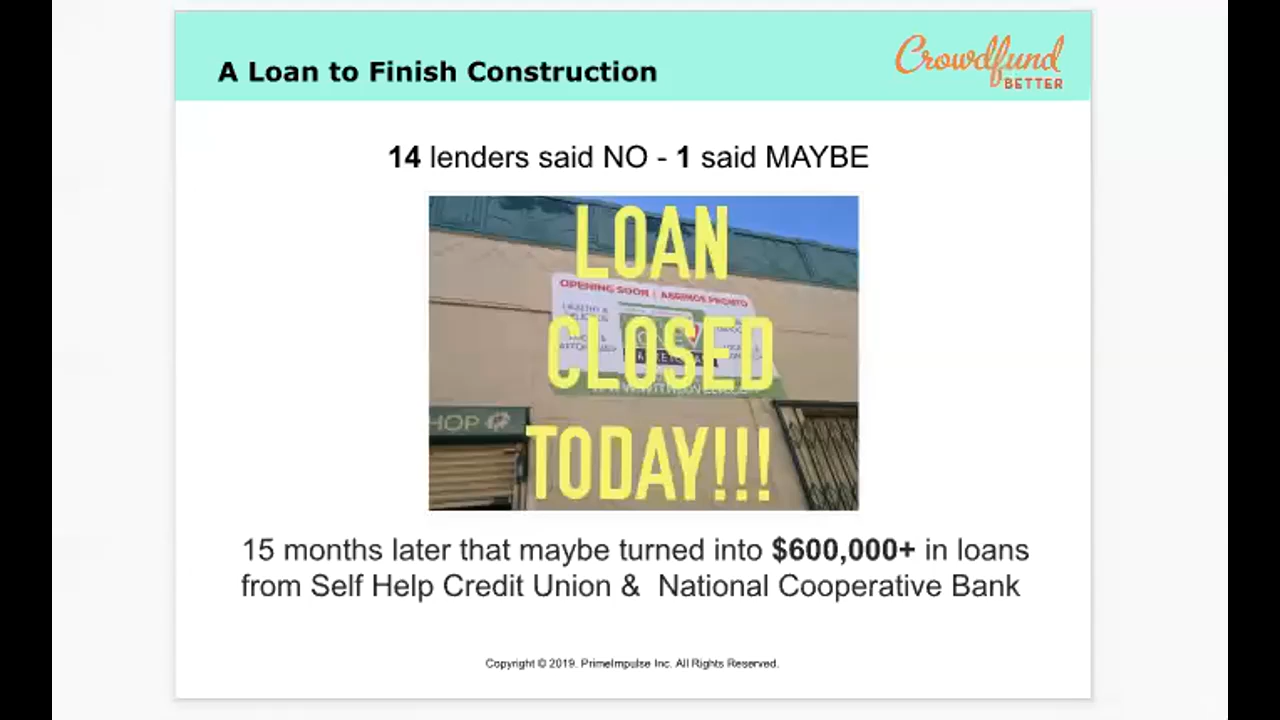 A Loan to Finish Construction
Crowdfund
BETTER
14 lenders said NO - 1 said MAYBE
LOAN
OPENING SOON | ABRIMOS PRONTO
CLOSED
HOP
TODAY!!!
15 months later that maybe turned into $600,000+ in loans
from Self Help Credit Union & National Cooperative Bank
Copyright © 2019. PrimeImpulse Inc. All Rights Reserved.